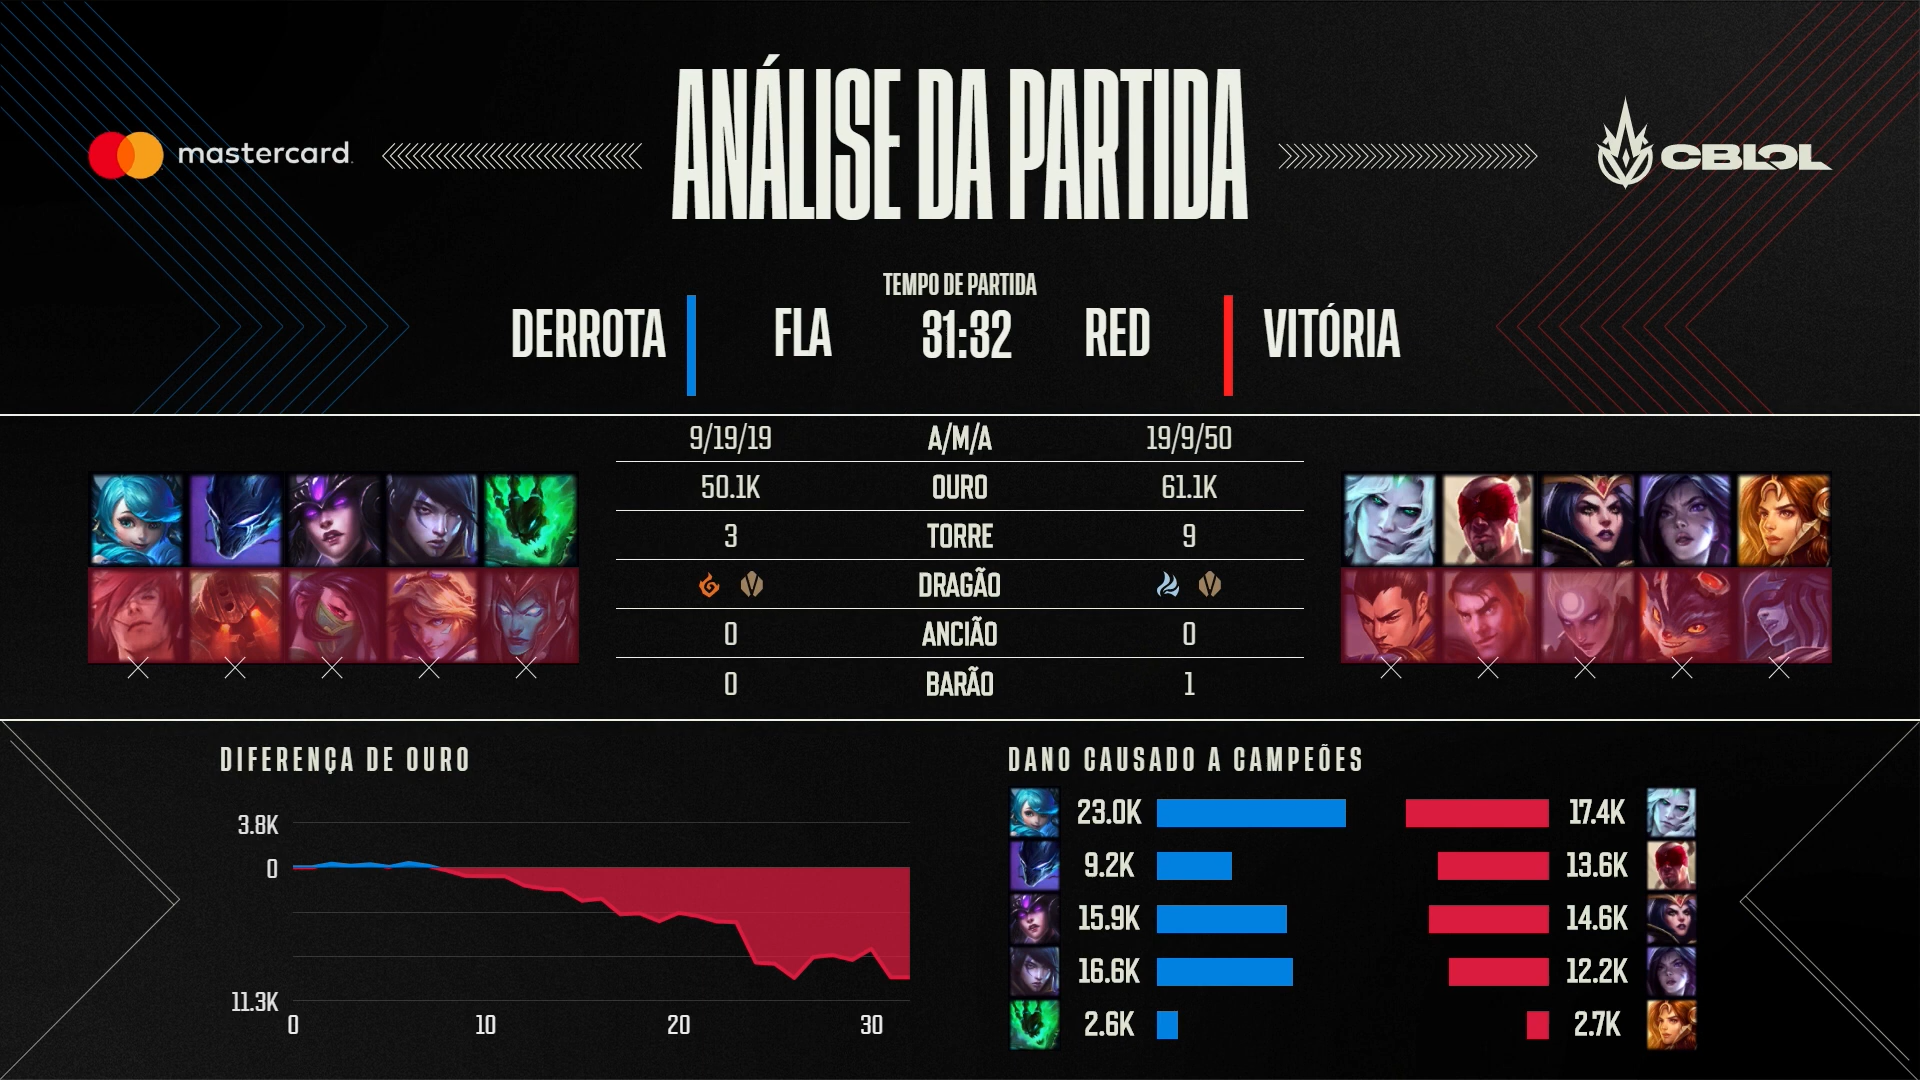 mastercard.
ANÁLISE DA PARTIDA
CBLOL
TEMPO DE PARTIDA
DERROTA FLA 31:32 RED VITÓRIA
9/19/19 A/M/A 19/9/50
50.1K OURO 61.1K
3 TORRE 9
DRAGÃO
0 ANCIÃO 0
0 BARÃO 1
DIFERENÇA DE OURO
3.8K
0
11.3K
0 10 20 30
DANO CAUSADO A CAMPEÕES
23.0K 17.4K
9.2K 13.6K
15.9K 14.6K
16.6K 12.2K
2.6K 2.7K